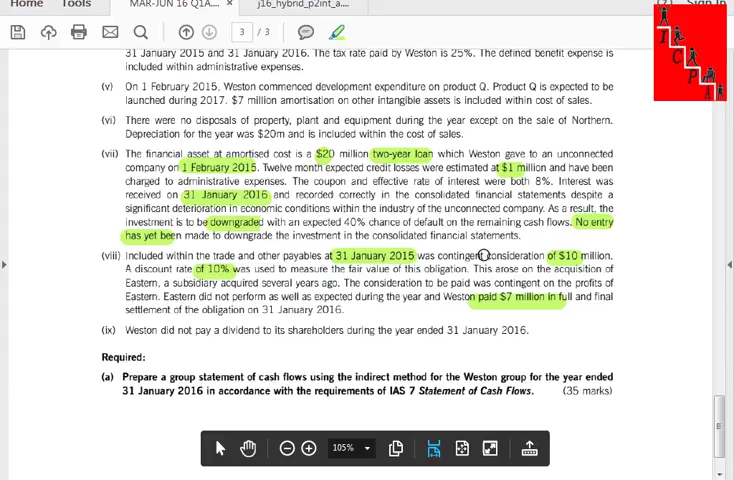 Home Tools MAR-JUN 16 Q1A.... × j16_hybrid_p2int_a... (?) Sign In
3 / 3
31 January 2015 and 31 January 2016. The tax rate paid by Weston is 25%. The defined benefit expense is
included within administrative expenses.
(v) On 1 February 2015, Weston commenced development expenditure on product Q. Product Q is expected to be
launched during 2017. $7 million amortisation on other intangible assets is included within cost of sales.
(vi) There were no disposals of property, plant and equipment during the year except on the sale of Northern.
Depreciation for the year was $20m and is included within the cost of sales.
(vii) The financial asset at amortised cost is a $20 million two-year loan which Weston gave to an unconnected
company on 1 February 2015. Twelve month expected credit losses were estimated at $1 million and have been
charged to administrative expenses. The coupon and effective rate of interest were both 8%. Interest was
received on 31 January 2016 and recorded correctly in the consolidated financial statements despite a
significant deterioration in economic conditions within the industry of the unconnected company. As a result, the
investment is to be downgraded with an expected 40% chance of default on the remaining cash flows. No entry
has yet been made to downgrade the investment in the consolidated financial statements.
(viii) Included within the trade and other payables at 31 January 2015 was contingent consideration of $10 million.
A discount rate of 10% was used to measure the fair value of this obligation. This arose on the acquisition of
Eastern, a subsidiary acquired several years ago. The consideration to be paid was contingent on the profits of
Eastern. Eastern did not perform as well as expected during the year and Weston paid $7 million in full and final
settlement of the obligation on 31 January 2016.
(ix) Weston did not pay a dividend to its shareholders during the year ended 31 January 2016.
Required:
(a) Prepare a group statement of cash flows using the indirect method for the Weston group for the year ended
31 January 2016 in accordance with the requirements of IAS 7 Statement of Cash Flows. (35 marks)
105%
I
C
P
A